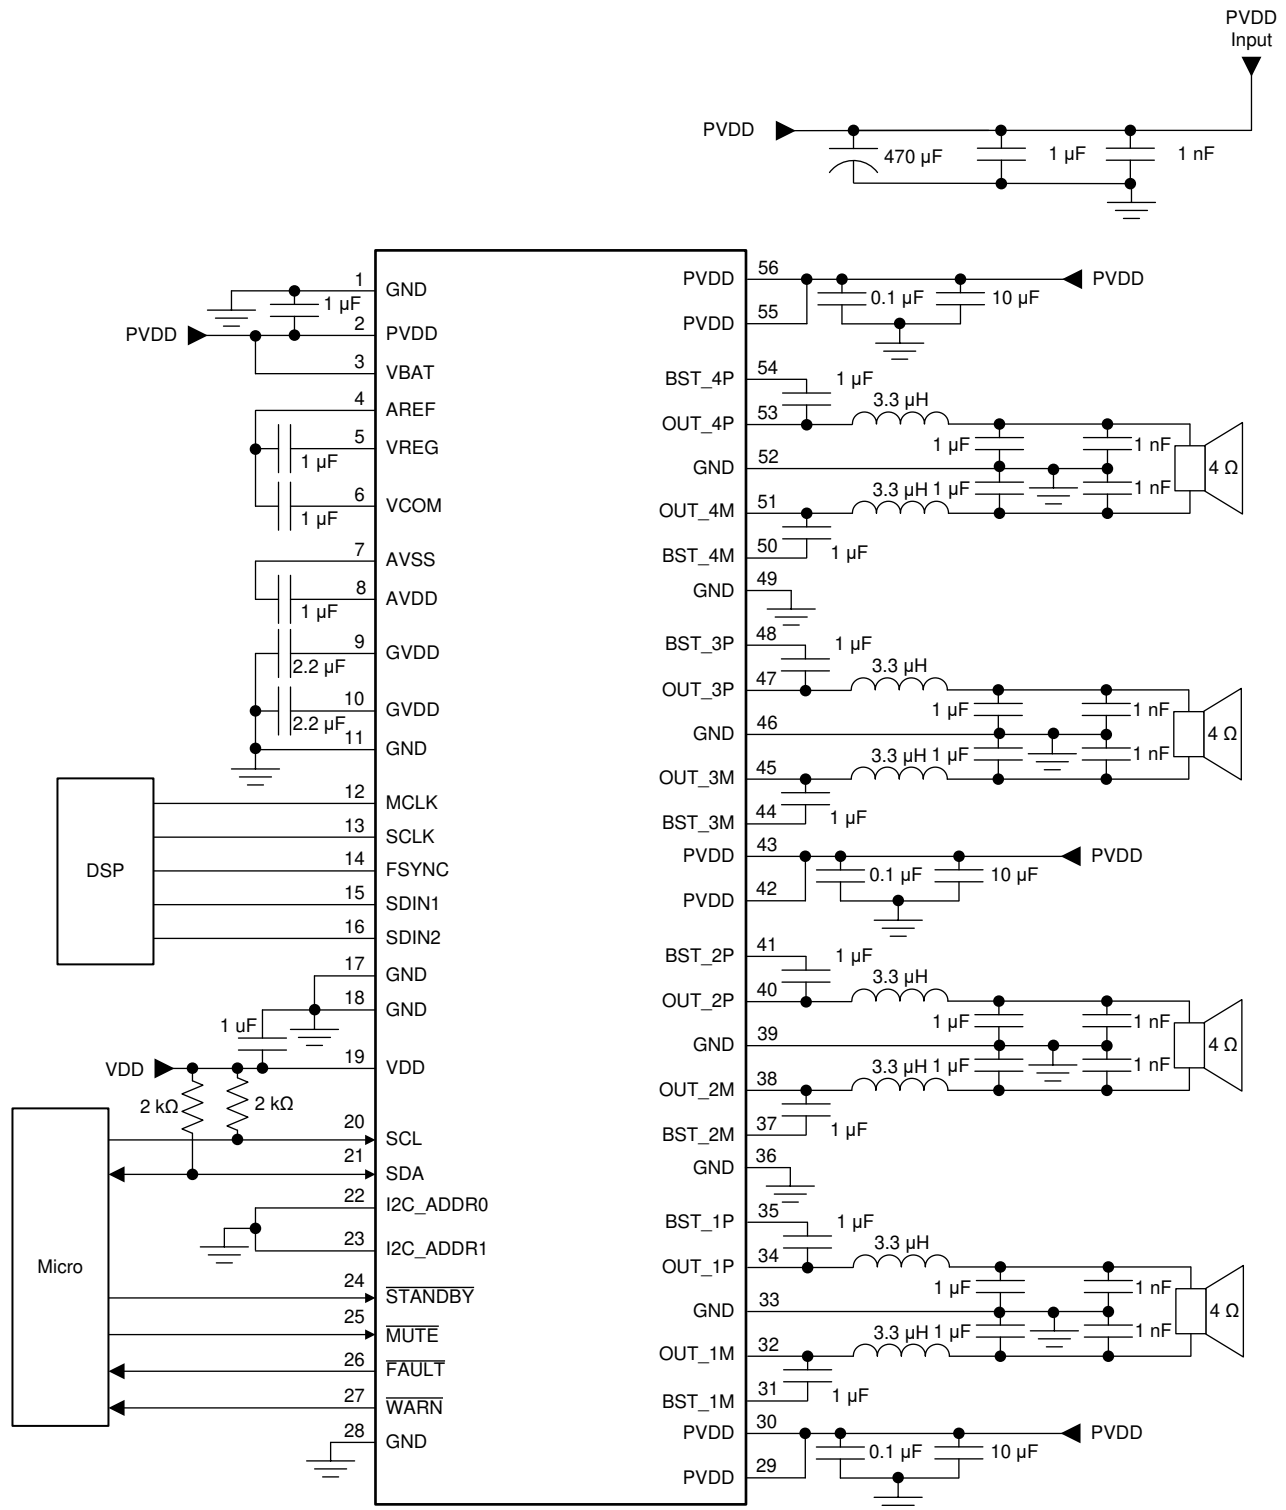 PVDD
Input
PVDD
470 µF
1 µF
1 nF
1
GND
1 µF
2
PVDD
PVDD
3
VBAT
4
AREF
5
VREG
1 µF
6
VCOM
1 µF
7
AVSS
8
AVDD
1 µF
9
GVDD
2.2 µF
10
GVDD
2.2 µF
11
GND
DSP
12
MCLK
13
SCLK
14
FSYNC
15
SDIN1
16
SDIN2
17
GND
18
GND
1 uF
VDD
19
VDD
2 kΩ
2 kΩ
Micro
20
SCL
21
SDA
22
I2C_ADDR0
23
I2C_ADDR1
24
STANDBY
25
MUTE
26
FAULT
27
WARN
28
GND
PVDD
56
PVDD
0.1 µF
10 µF
PVDD
55
BST_4P
54
1 µF
3.3 µH
OUT_4P
53
1 µF
1 nF
GND
52
4 Ω
3.3 µH
1 µF
1 nF
OUT_4M
51
BST_4M
50
1 µF
GND
49
BST_3P
48
1 µF
3.3 µH
OUT_3P
47
1 µF
1 nF
GND
46
4 Ω
3.3 µH
1 µF
1 nF
OUT_3M
45
BST_3M
44
1 µF
PVDD
43
PVDD
0.1 µF
10 µF
PVDD
42
BST_2P
41
1 µF
3.3 µH
OUT_2P
40
1 µF
1 nF
GND
39
4 Ω
3.3 µH
1 µF
1 nF
OUT_2M
38
BST_2M
37
1 µF
GND
36
BST_1P
35
1 µF
3.3 µH
OUT_1P
34
1 µF
1 nF
GND
33
4 Ω
3.3 µH
1 µF
1 nF
OUT_1M
32
BST_1M
31
1 µF
PVDD
30
PVDD
0.1 µF
10 µF
PVDD
29